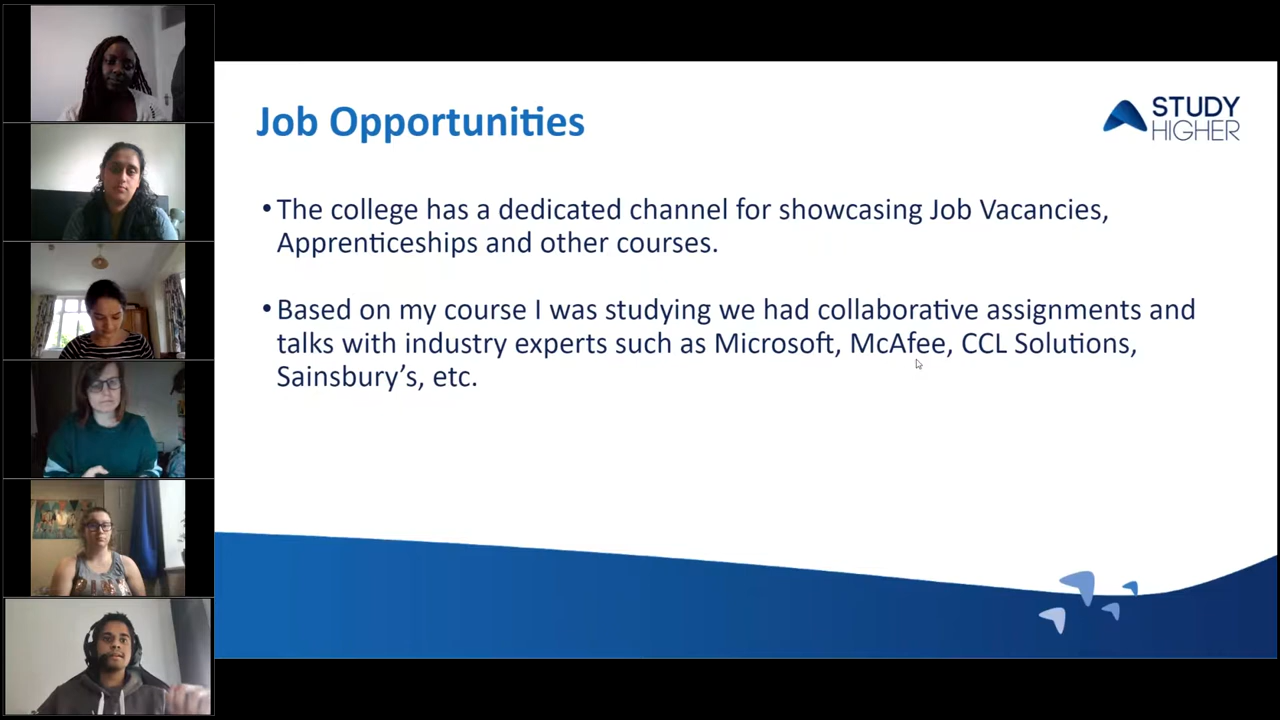 Job Opportunities
STUDY
HIGHER
•The college has a dedicated channel for showcasing Job Vacancies,
Apprenticeships and other courses.
•Based on my course I was studying we had collaborative assignments and
talks with industry experts such as Microsoft, McAfee, CCL Solutions,
Sainsbury’s, etc.